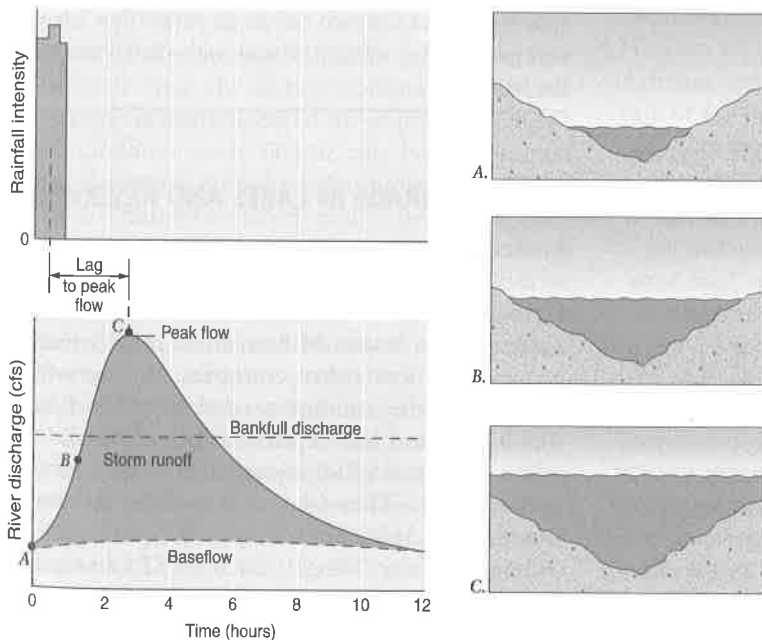 Rainfall intensity
0
Lag
to peak
flow
C
Peak flow
Bankfull discharge
B
Storm runoff
River discharge (cfs)
A
Baseflow
0 2 4 6 8 10 12
Time (hours)
A.
B.
C.